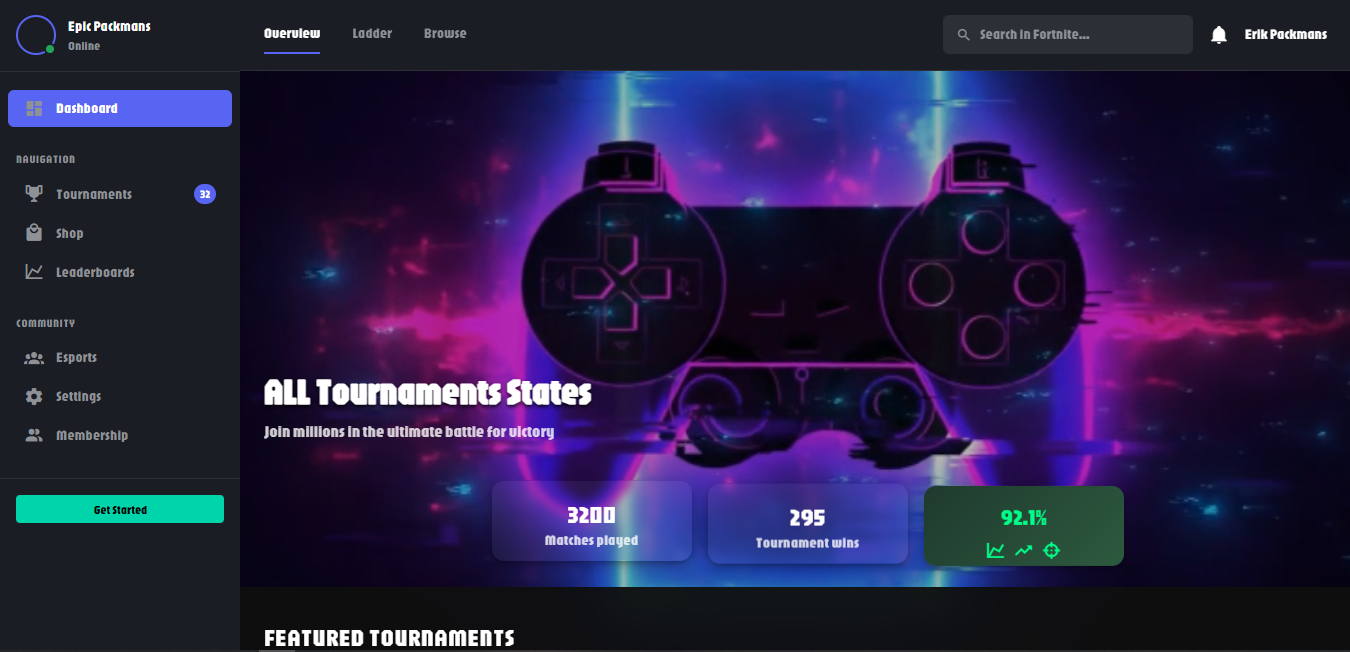 Epic Packmans
Online
Overview
Ladder
Browse
Search in Fortnite...
Erik Packmans
Dashboard
NAVIGATION
Tournaments
32
Shop
Leaderboards
COMMUNITY
Esports
Settings
Membership
Get Started
ALL Tournaments States
Join millions in the ultimate battle for victory
3200
Matches played
295
Tournament wins
92.1%
FEATURED TOURNAMENTS